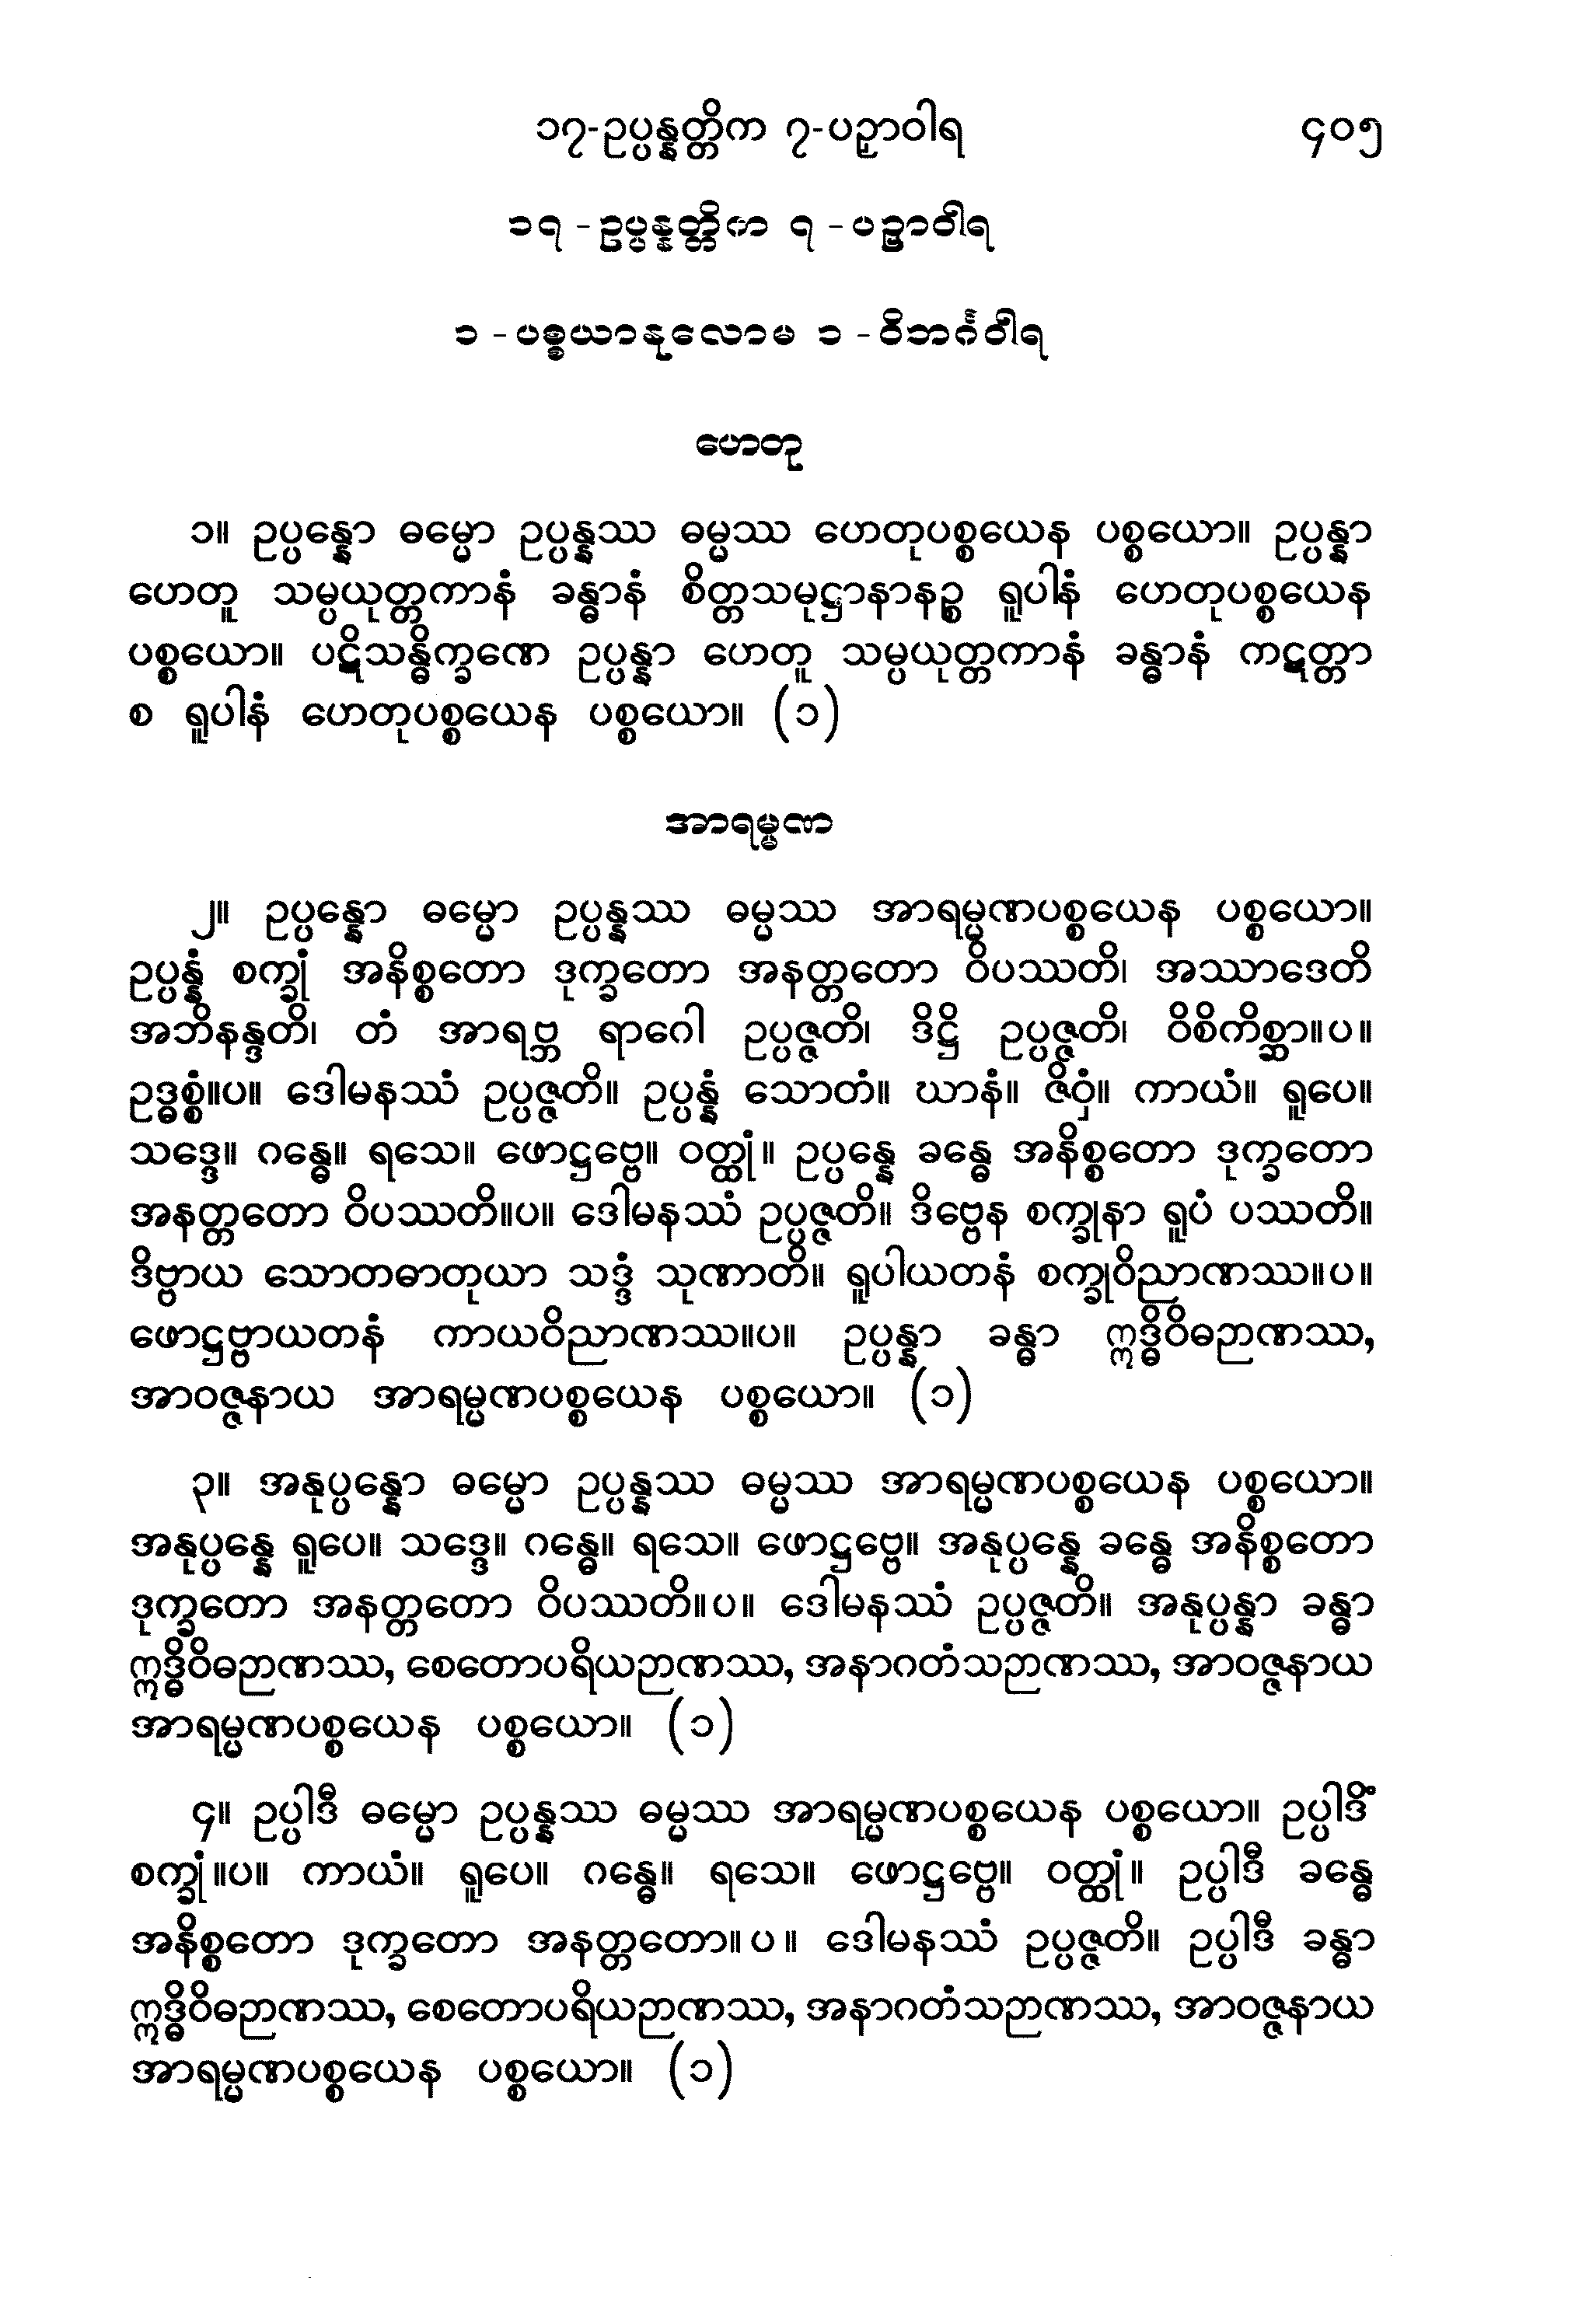 ၁၇-ဥပ္ပန္နတ္တိက ၇-ပဉှာဝါရ ၄၀၅
၁၇ - ဥပ္ပန္နတ္တိက ၇ - ပဥ္ဟာဝါရ
၁ - ပစ္စယာနုလောမ ၁ - ဝိဘင်္ဂဝါရ
ဟေတု
၁။ ဥပ္ပန္နော ဓမ္မော ဥပ္ပန္နဿ ဓမ္မဿ ဟေတုပစ္စယေန ပစ္စယော။ ဥပ္ပန္နာ
ဟေတူ သမ္ပယုတ္တကာနံ ခန္ဓာနံ စိတ္တသမုဋ္ဌာနာနဉ္စ ရူပါနံ ဟေတုပစ္စယေန
ပစ္စယော။ ပဋိသန္ဓိက္ခဏေ ဥပ္ပန္နာ ဟေတူ သမ္ပယုတ္တကာနံ ခန္ဓာနံ ကဋတ္တာ
စ ရူပါနံ ဟေတုပစ္စယေန ပစ္စယော။ (၁)
အာရမ္မဏ
၂။ ဥပ္ပန္နော ဓမ္မော ဥပ္ပန္နဿ ဓမ္မဿ အာရမ္မဏပစ္စယေန ပစ္စယော။
ဥပ္ပန္နံ စက္ခုံ အနိစ္စတော ဒုက္ခတော အနတ္တတော ဝိပဿတိ၊ အဿာဒေတိ
အဘိနန္ဒတိ၊ တံ အာရဗ္ဘ ရာဂေါ ဥပ္ပဇ္ဇတိ၊ ဒိဋ္ဌိ ဥပ္ပဇ္ဇတိ၊ ဝိစိကိစ္ဆာ။ပ။
ဥဒ္ဓစ္စံ။ပ။ ဒေါမနဿံ ဥပ္ပဇ္ဇတိ။ ဥပ္ပန္နံ သောတံ။ ဃာနံ။ ဇိဝှံ။ ကာယံ။ ရူပေ။
သဒ္ဒေ။ ဂန္ဓေ။ ရသေ။ ဖောဋ္ဌဗ္ဗေ။ ဝတ္ထုံ။ ဥပ္ပန္နေ ခန္ဓေ အနိစ္စတော ဒုက္ခတော
အနတ္တတော ဝိပဿတိ။ပ။ ဒေါမနဿံ ဥပ္ပဇ္ဇတိ။ ဒိဗ္ဗေန စက္ခုနာ ရူပံ ပဿတိ။
ဒိဗ္ဗာယ သောတဓာတုယာ သဒ္ဒံ သုဏာတိ။ ရူပါယတနံ စက္ခုဝိညာဏဿ။ပ။
ဖောဋ္ဌဗ္ဗာယတနံ ကာယဝိညာဏဿ။ပ။ ဥပ္ပန္နာ ခန္ဓာ ဣဒ္ဓိဝိဓဉာဏဿ,
အာဝဇ္ဇနာယ အာရမ္မဏပစ္စယေန ပစ္စယော။ (၁)
၃။ အနုပ္ပန္နော ဓမ္မော ဥပ္ပန္နဿ ဓမ္မဿ အာရမ္မဏပစ္စယေန ပစ္စယော။
အနုပ္ပန္နေ ရူပေ။ သဒ္ဒေ။ ဂန္ဓေ။ ရသေ။ ဖောဋ္ဌဗ္ဗေ။ အနုပ္ပန္နေ ခန္ဓေ အနိစ္စတော
ဒုက္ခတော အနတ္တတော ဝိပဿတိ။ပ။ ဒေါမနဿံ ဥပ္ပဇ္ဇတိ။ အနုပ္ပန္နာ ခန္ဓာ
ဣဒ္ဓိဝိဓဉာဏဿ, စေတောပရိယဉာဏဿ, အနာဂတံသဉာဏဿ, အာဝဇ္ဇနာယ
အာရမ္မဏပစ္စယေန ပစ္စယော။ (၁)
၄။ ဥပ္ပါဒီ ဓမ္မော ဥပ္ပန္နဿ ဓမ္မဿ အာရမ္မဏပစ္စယေန ပစ္စယော။ ဥပ္ပါဒိံ
စက္ခုံ။ပ။ ကာယံ။ ရူပေ။ ဂန္ဓေ။ ရသေ။ ဖောဋ္ဌဗ္ဗေ။ ဝတ္ထုံ။ ဥပ္ပါဒီ ခန္ဓေ
အနိစ္စတော ဒုက္ခတော အနတ္တတော။ပ။ ဒေါမနဿံ ဥပ္ပဇ္ဇတိ။ ဥပ္ပါဒီ ခန္ဓာ
ဣဒ္ဓိဝိဓဉာဏဿ, စေတောပရိယဉာဏဿ, အနာဂတံသဉာဏဿ, အာဝဇ္ဇနာယ
အာရမ္မဏပစ္စယေန ပစ္စယော။ (၁)